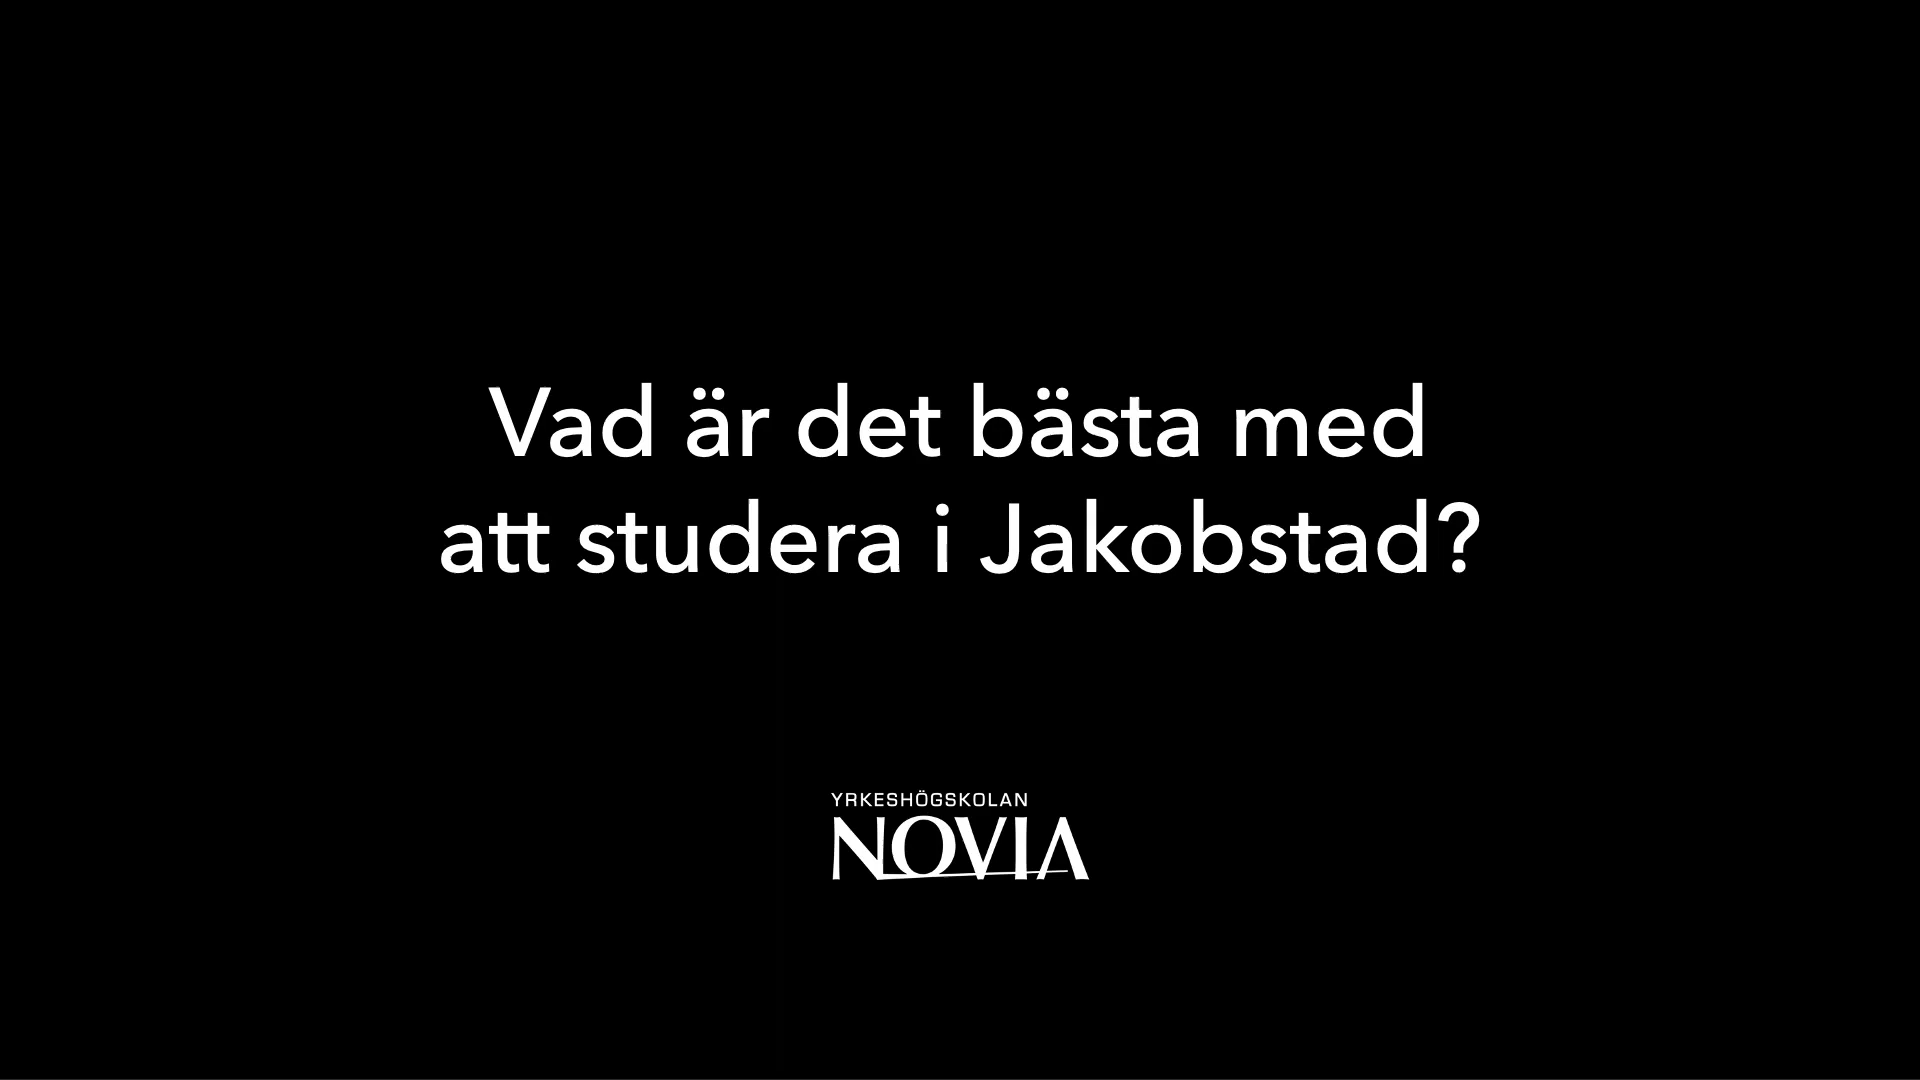 Vad är det bästa med
att studera i Jakobstad?
YRKESHÖGSKOLAN
NOVIA